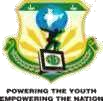 POWERING THE YOUTH
EMPOWERING THE NATION